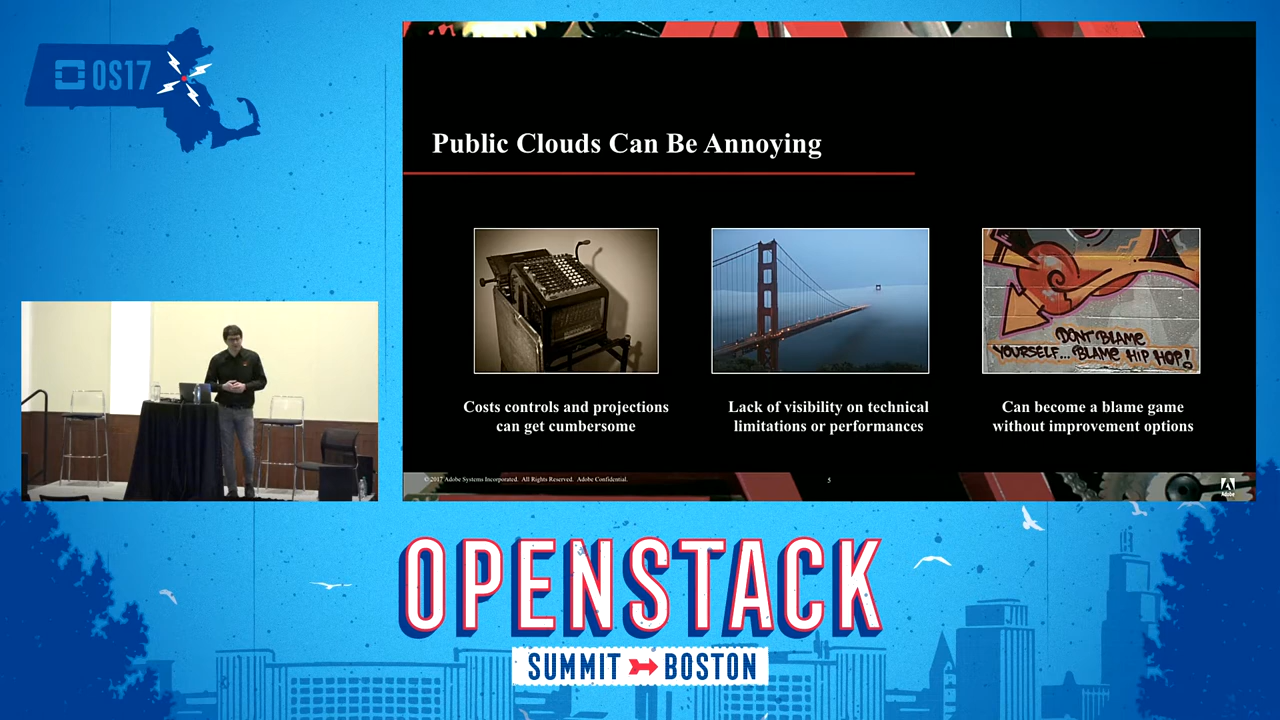 OS17
Public Clouds Can Be Annoying
DON'T BLAME
YOURSELF... BLAME HIP HOP!
Costs controls and projections
can get cumbersome
Lack of visibility on technical
limitations or performances
Can become a blame game
without improvement options
© 2017 Adobe Systems Incorporated. All Rights Reserved. Adobe Confidential.
5
Adobe
OPENSTACK
SUMMIT BOSTON